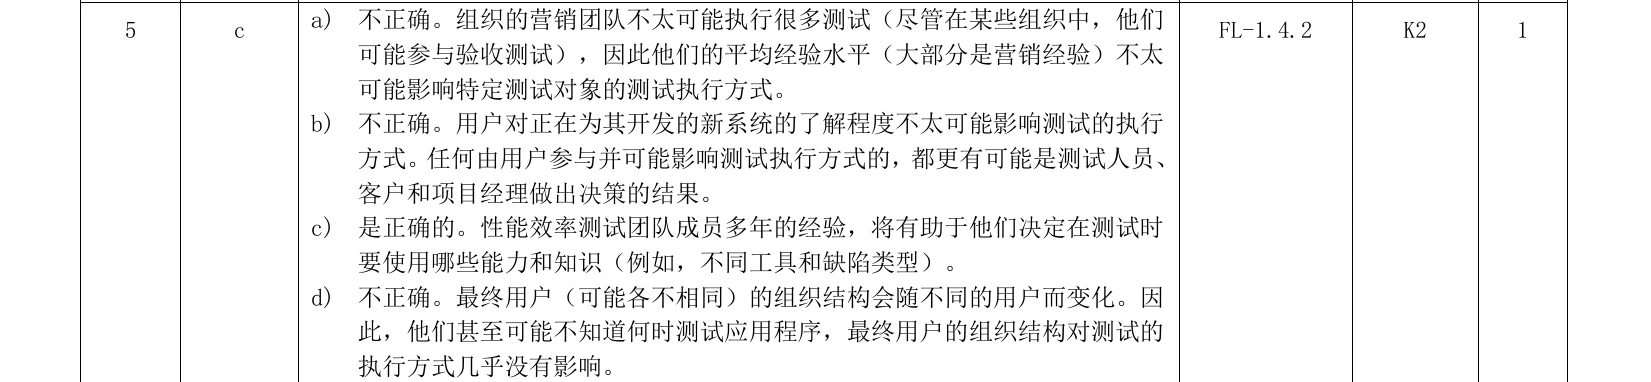 5
c
a) 不正确。组织的营销团队不太可能执行很多测试（尽管在某些组织中，他们
可能参与验收测试），因此他们的平均经验水平（大部分是营销经验）不太
可能影响特定测试对象的测试执行方式。
b) 不正确。用户对正在为其开发的新系统的了解程度不太可能影响测试的执行
方式。任何由用户参与并可能影响测试执行方式的，都更有可能是测试人员、
客户和项目经理做出决策的结果。
c) 是正确的。性能效率测试团队成员多年的经验，将有助于他们决定在测试时
要使用哪些能力和知识（例如，不同工具和缺陷类型）。
d) 不正确。最终用户（可能各不相同）的组织结构会随不同的用户而变化。因
此，他们甚至可能不知道何时测试应用程序，最终用户的组织结构对测试的
执行方式几乎没有影响。
FL-1.4.2
K2
1